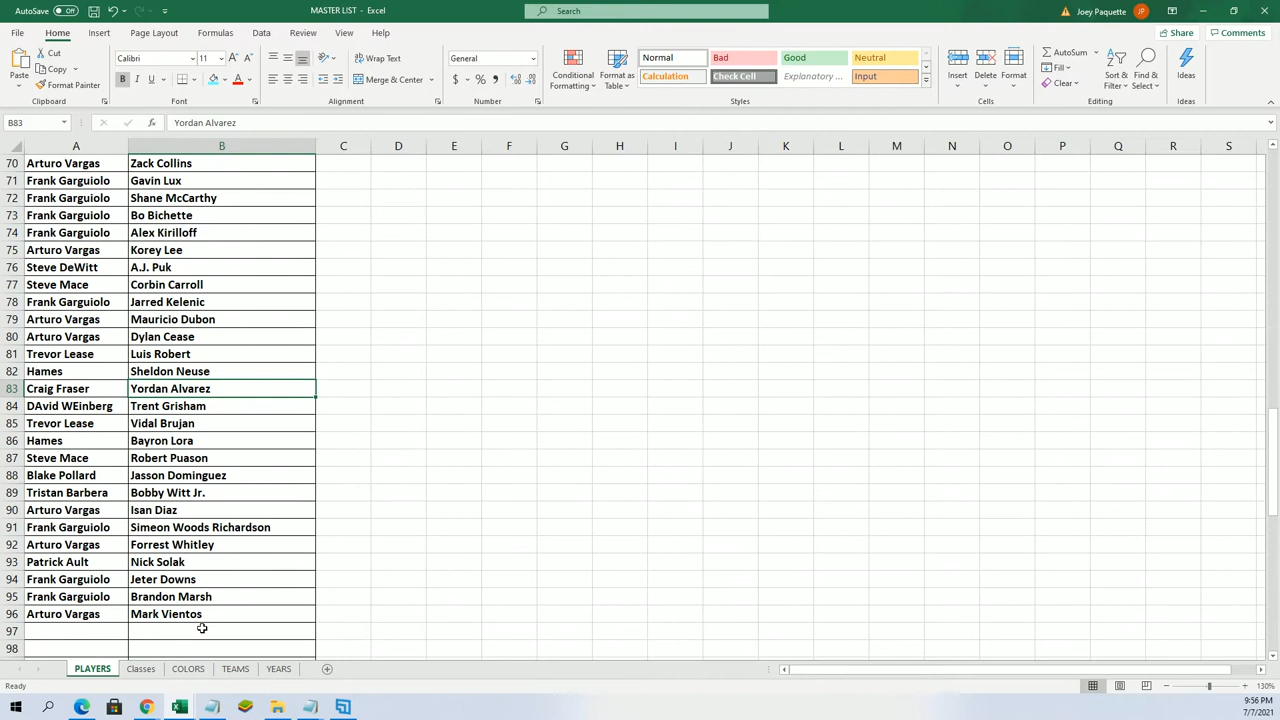 AutoSave Off MASTER LIST - Excel Search Joey Paquette JP
File Home Insert Page Layout Formulas Data Review View Help Share Comments
Paste Cut Copy Format Painter Clipboard
Calibri 11 B I U A Font
Wrap Text Merge & Center Alignment
General $ % Number
Conditional Formatting Format as Table
Normal Bad Good Neutral
Calculation Check Cell Explanatory ... Input
Styles
Insert Delete Format Cells
AutoSum Fill Clear Sort & Filter Find & Select Editing
Ideas Ideas
B83 fx Yordan Alvarez
A B C D E F G H I J K L M N O P Q R S
70 Arturo Vargas Zack Collins
71 Frank Garguiolo Gavin Lux
72 Frank Garguiolo Shane McCarthy
73 Frank Garguiolo Bo Bichette
74 Frank Garguiolo Alex Kirilloff
75 Arturo Vargas Korey Lee
76 Steve DeWitt A.J. Puk
77 Steve Mace Corbin Carroll
78 Frank Garguiolo Jarred Kelenic
79 Arturo Vargas Mauricio Dubon
80 Arturo Vargas Dylan Cease
81 Trevor Lease Luis Robert
82 Hames Sheldon Neuse
83 Craig Fraser Yordan Alvarez
84 DAvid WEinberg Trent Grisham
85 Trevor Lease Vidal Brujan
86 Hames Bayron Lora
87 Steve Mace Robert Puason
88 Blake Pollard Jasson Dominguez
89 Tristan Barbera Bobby Witt Jr.
90 Arturo Vargas Isan Diaz
91 Frank Garguiolo Simeon Woods Richardson
92 Arturo Vargas Forrest Whitley
93 Patrick Ault Nick Solak
94 Frank Garguiolo Jeter Downs
95 Frank Garguiolo Brandon Marsh
96 Arturo Vargas Mark Vientos
97
98
PLAYERS Classes COLORS TEAMS YEARS
Ready 130%
9:56 PM
7/7/2021